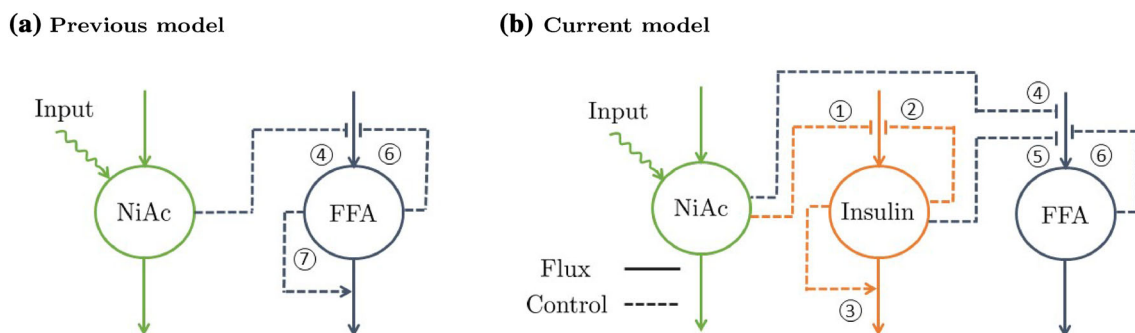 (a) Previous model
Input
④
⑥
NiAc
FFA
⑦
(b) Current model
Input
①
②
④
⑤
⑥
NiAc
Insulin
FFA
Flux
Control
③